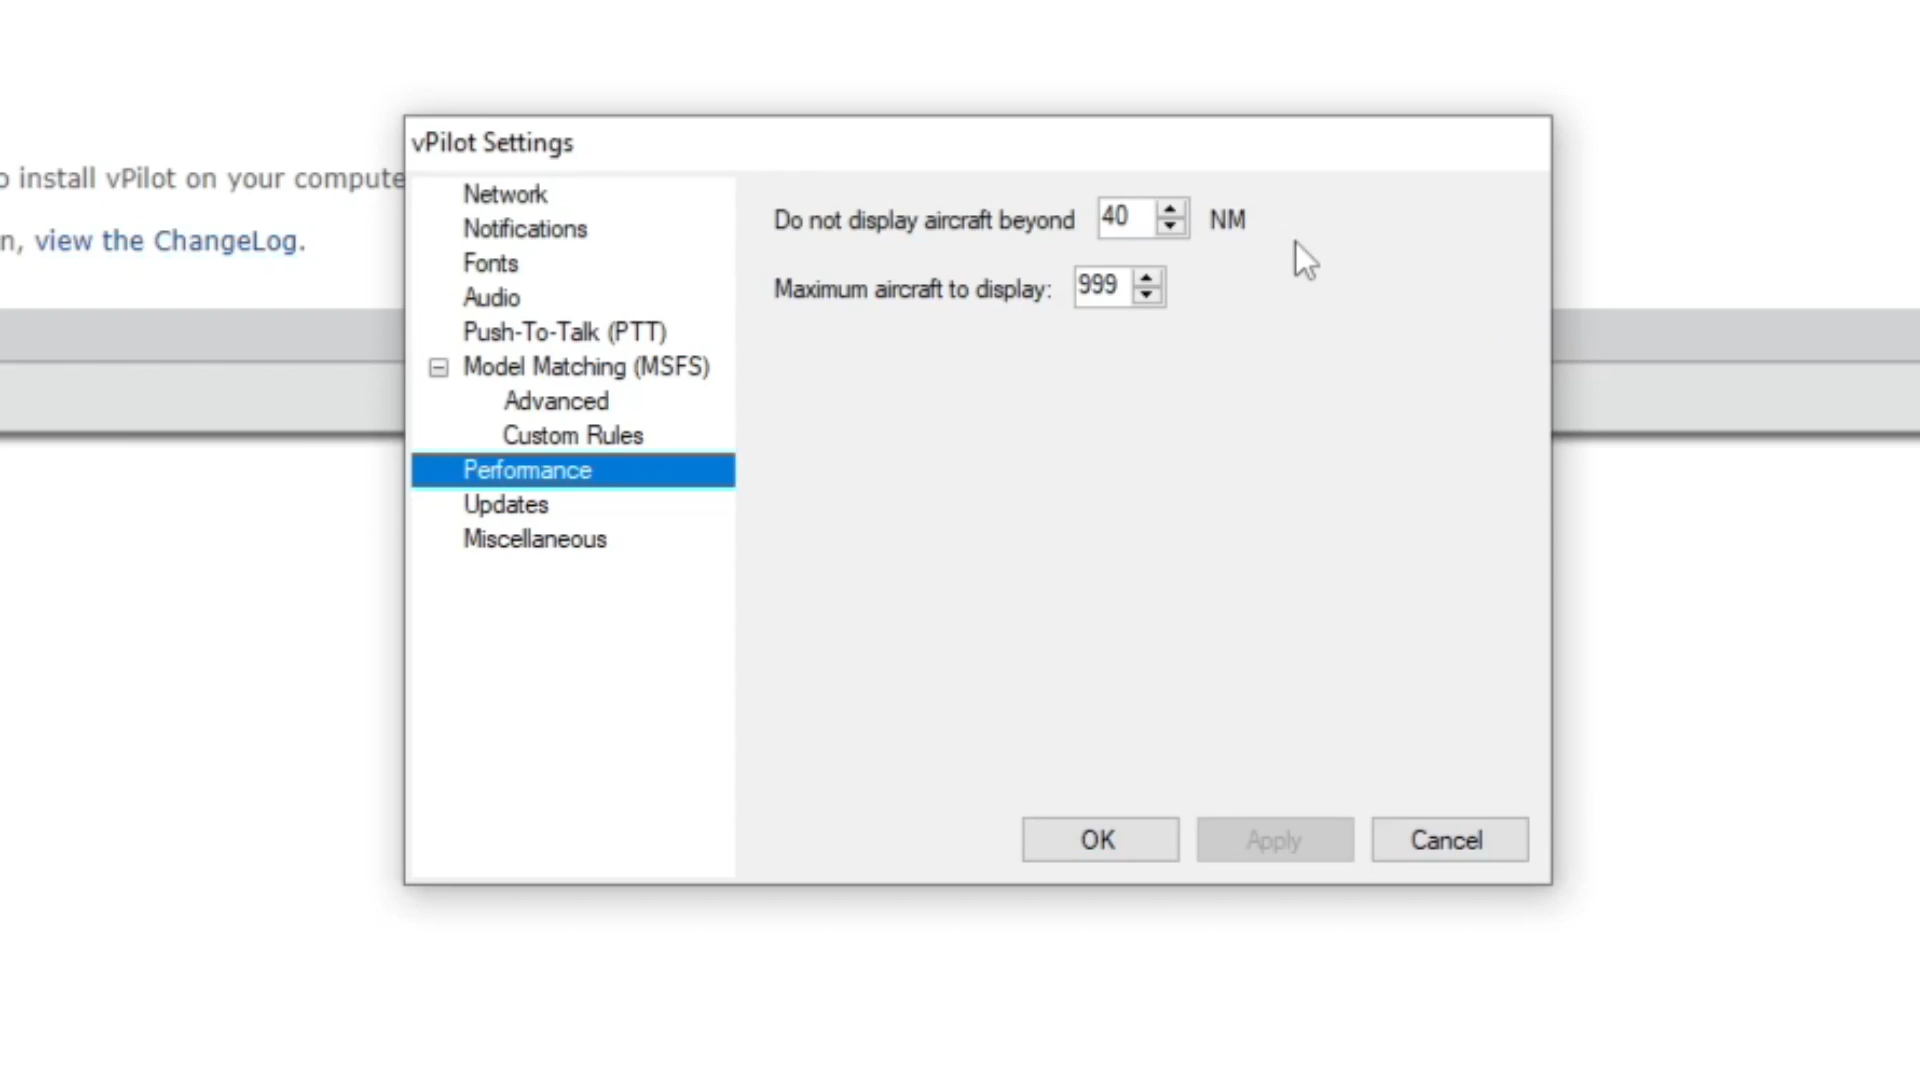 vPilot Settings
o install vPilot on your compute
n, view the ChangeLog.
Network
Notifications
Fonts
Audio
Push-To-Talk (PTT)
Model Matching (MSFS)
Advanced
Custom Rules
Performance
Updates
Miscellaneous
Do not display aircraft beyond 40 NM
Maximum aircraft to display: 999
OK Apply Cancel